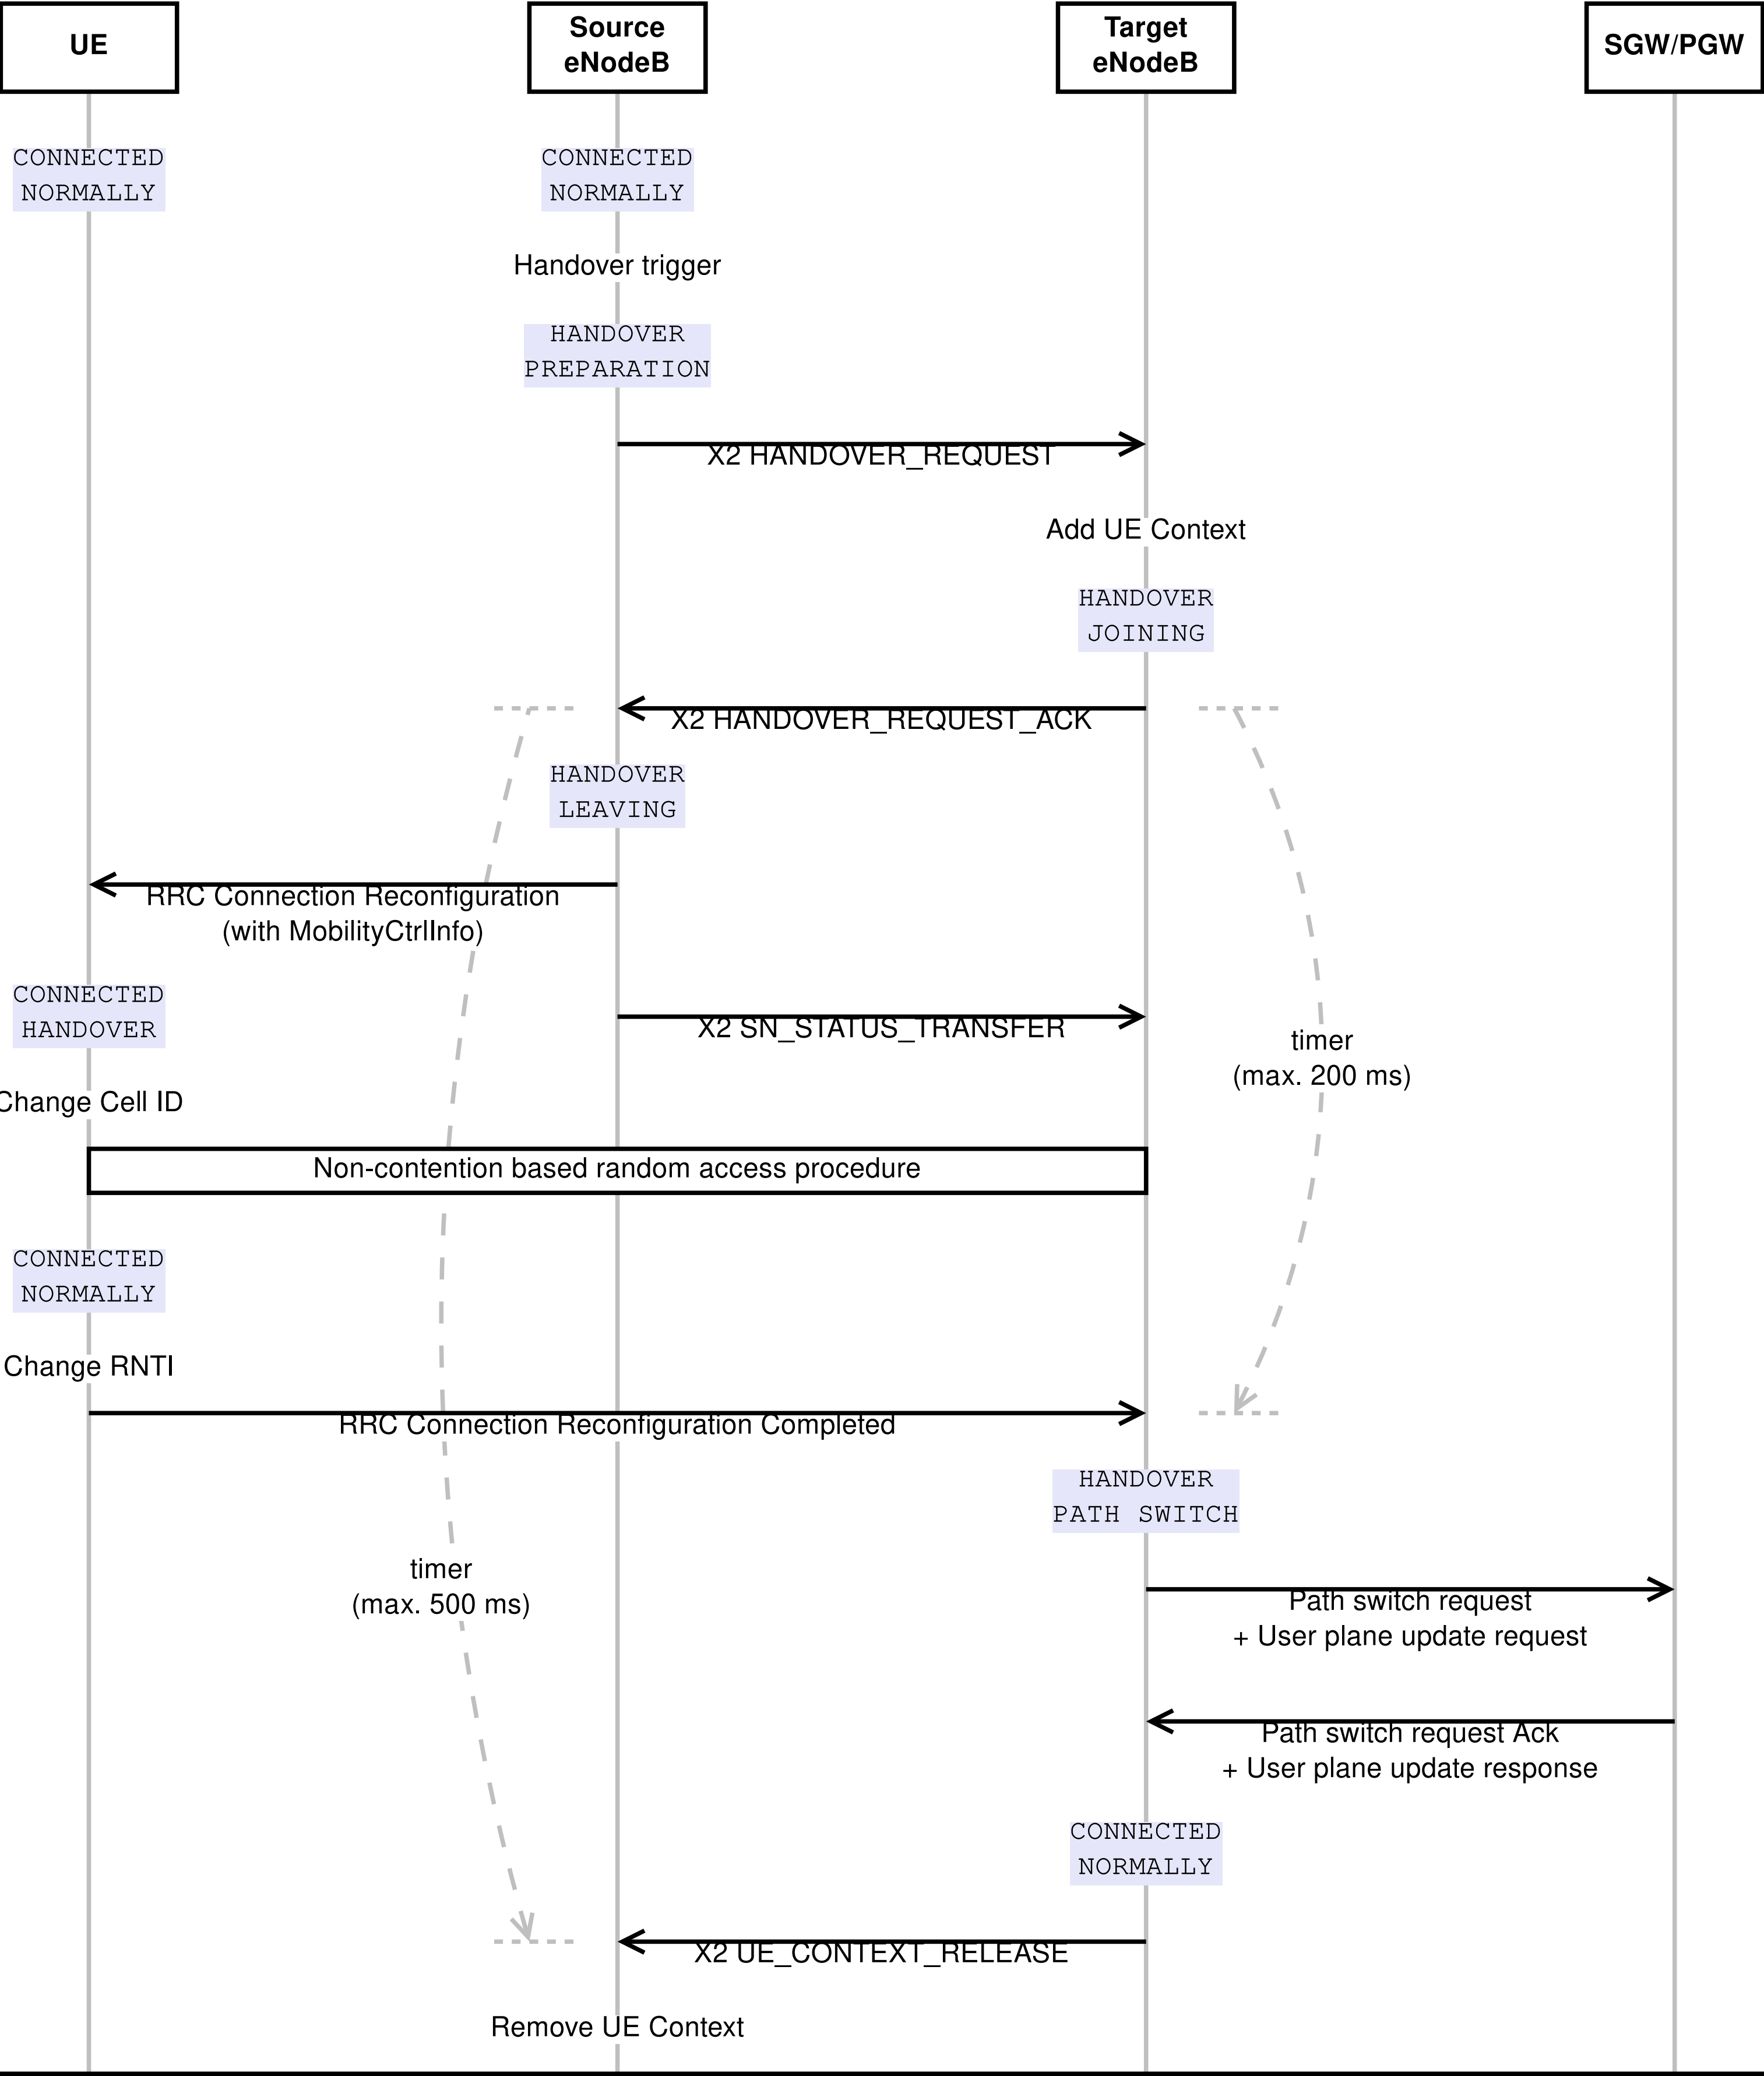 UE
Source
eNodeB
Target
eNodeB
SGW/PGW
CONNECTED
NORMALLY
CONNECTED
NORMALLY
Handover trigger
HANDOVER
PREPARATION
X2 HANDOVER_REQUEST
Add UE Context
HANDOVER
JOINING
X2 HANDOVER_REQUEST_ACK
HANDOVER
LEAVING
RRC Connection Reconfiguration
(with MobilityCtrlInfo)
CONNECTED
HANDOVER
X2 SN_STATUS_TRANSFER
timer
(max. 200 ms)
Change Cell ID
Non-contention based random access procedure
CONNECTED
NORMALLY
Change RNTI
RRC Connection Reconfiguration Completed
HANDOVER
PATH SWITCH
timer
(max. 500 ms)
Path switch request
+ User plane update request
Path switch request Ack
+ User plane update response
CONNECTED
NORMALLY
X2 UE_CONTEXT_RELEASE
Remove UE Context